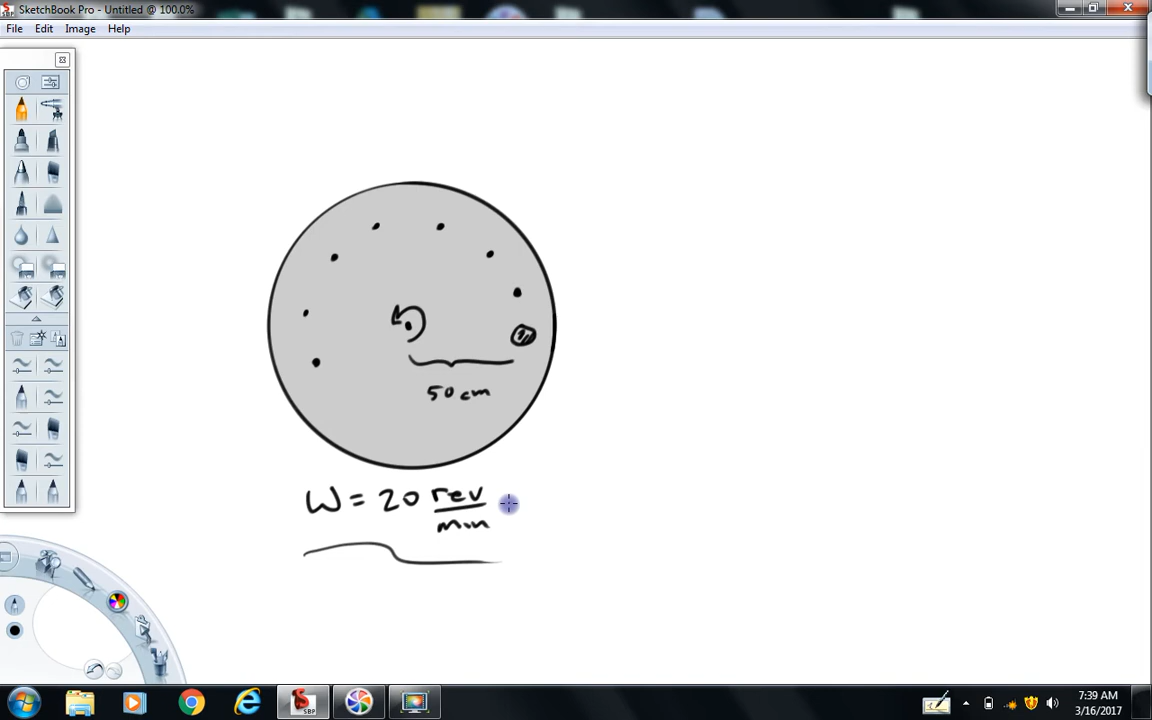 SketchBook Pro - Untitled @ 100.0%
File Edit Image Help
50 cm
W = 20 rev
min
SBP
7:39 AM
3/16/2017